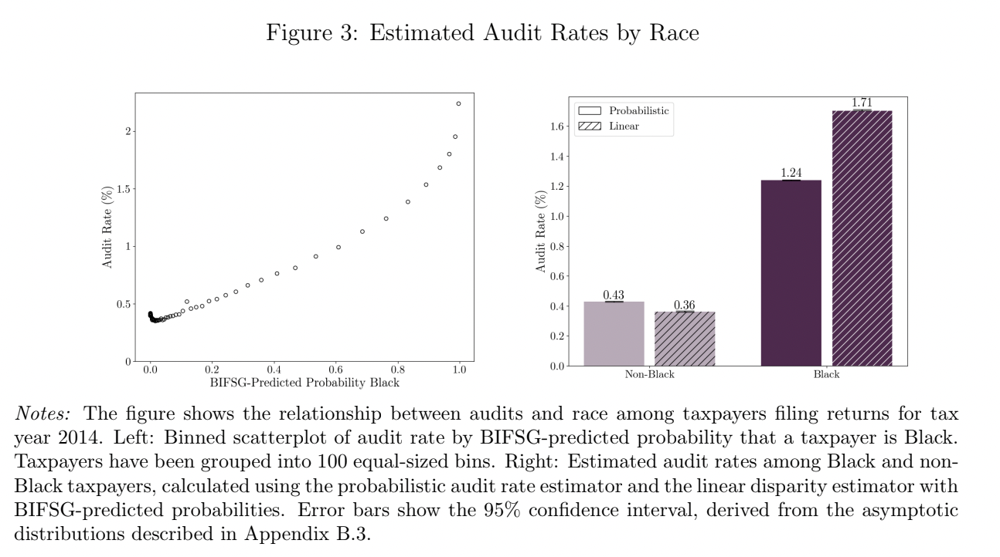 Figure 3: Estimated Audit Rates by Race
Audit Rate (%)
2
1.5
1
0.5
0
0.0 0.2 0.4 0.6 0.8 1.0
BIFSG-Predicted Probability Black
Probabilistic
Linear
Audit Rate (%)
1.6
1.4
1.2
1.0
0.8
0.6
0.4
0.2
0.0
0.43
0.36
1.24
1.71
Non-Black Black
Notes: The figure shows the relationship between audits and race among taxpayers filing returns for tax
year 2014. Left: Binned scatterplot of audit rate by BIFSG-predicted probability that a taxpayer is Black.
Taxpayers have been grouped into 100 equal-sized bins. Right: Estimated audit rates among Black and non-
Black taxpayers, calculated using the probabilistic audit rate estimator and the linear disparity estimator with
BIFSG-predicted probabilities. Error bars show the 95% confidence interval, derived from the asymptotic
distributions described in Appendix B.3.